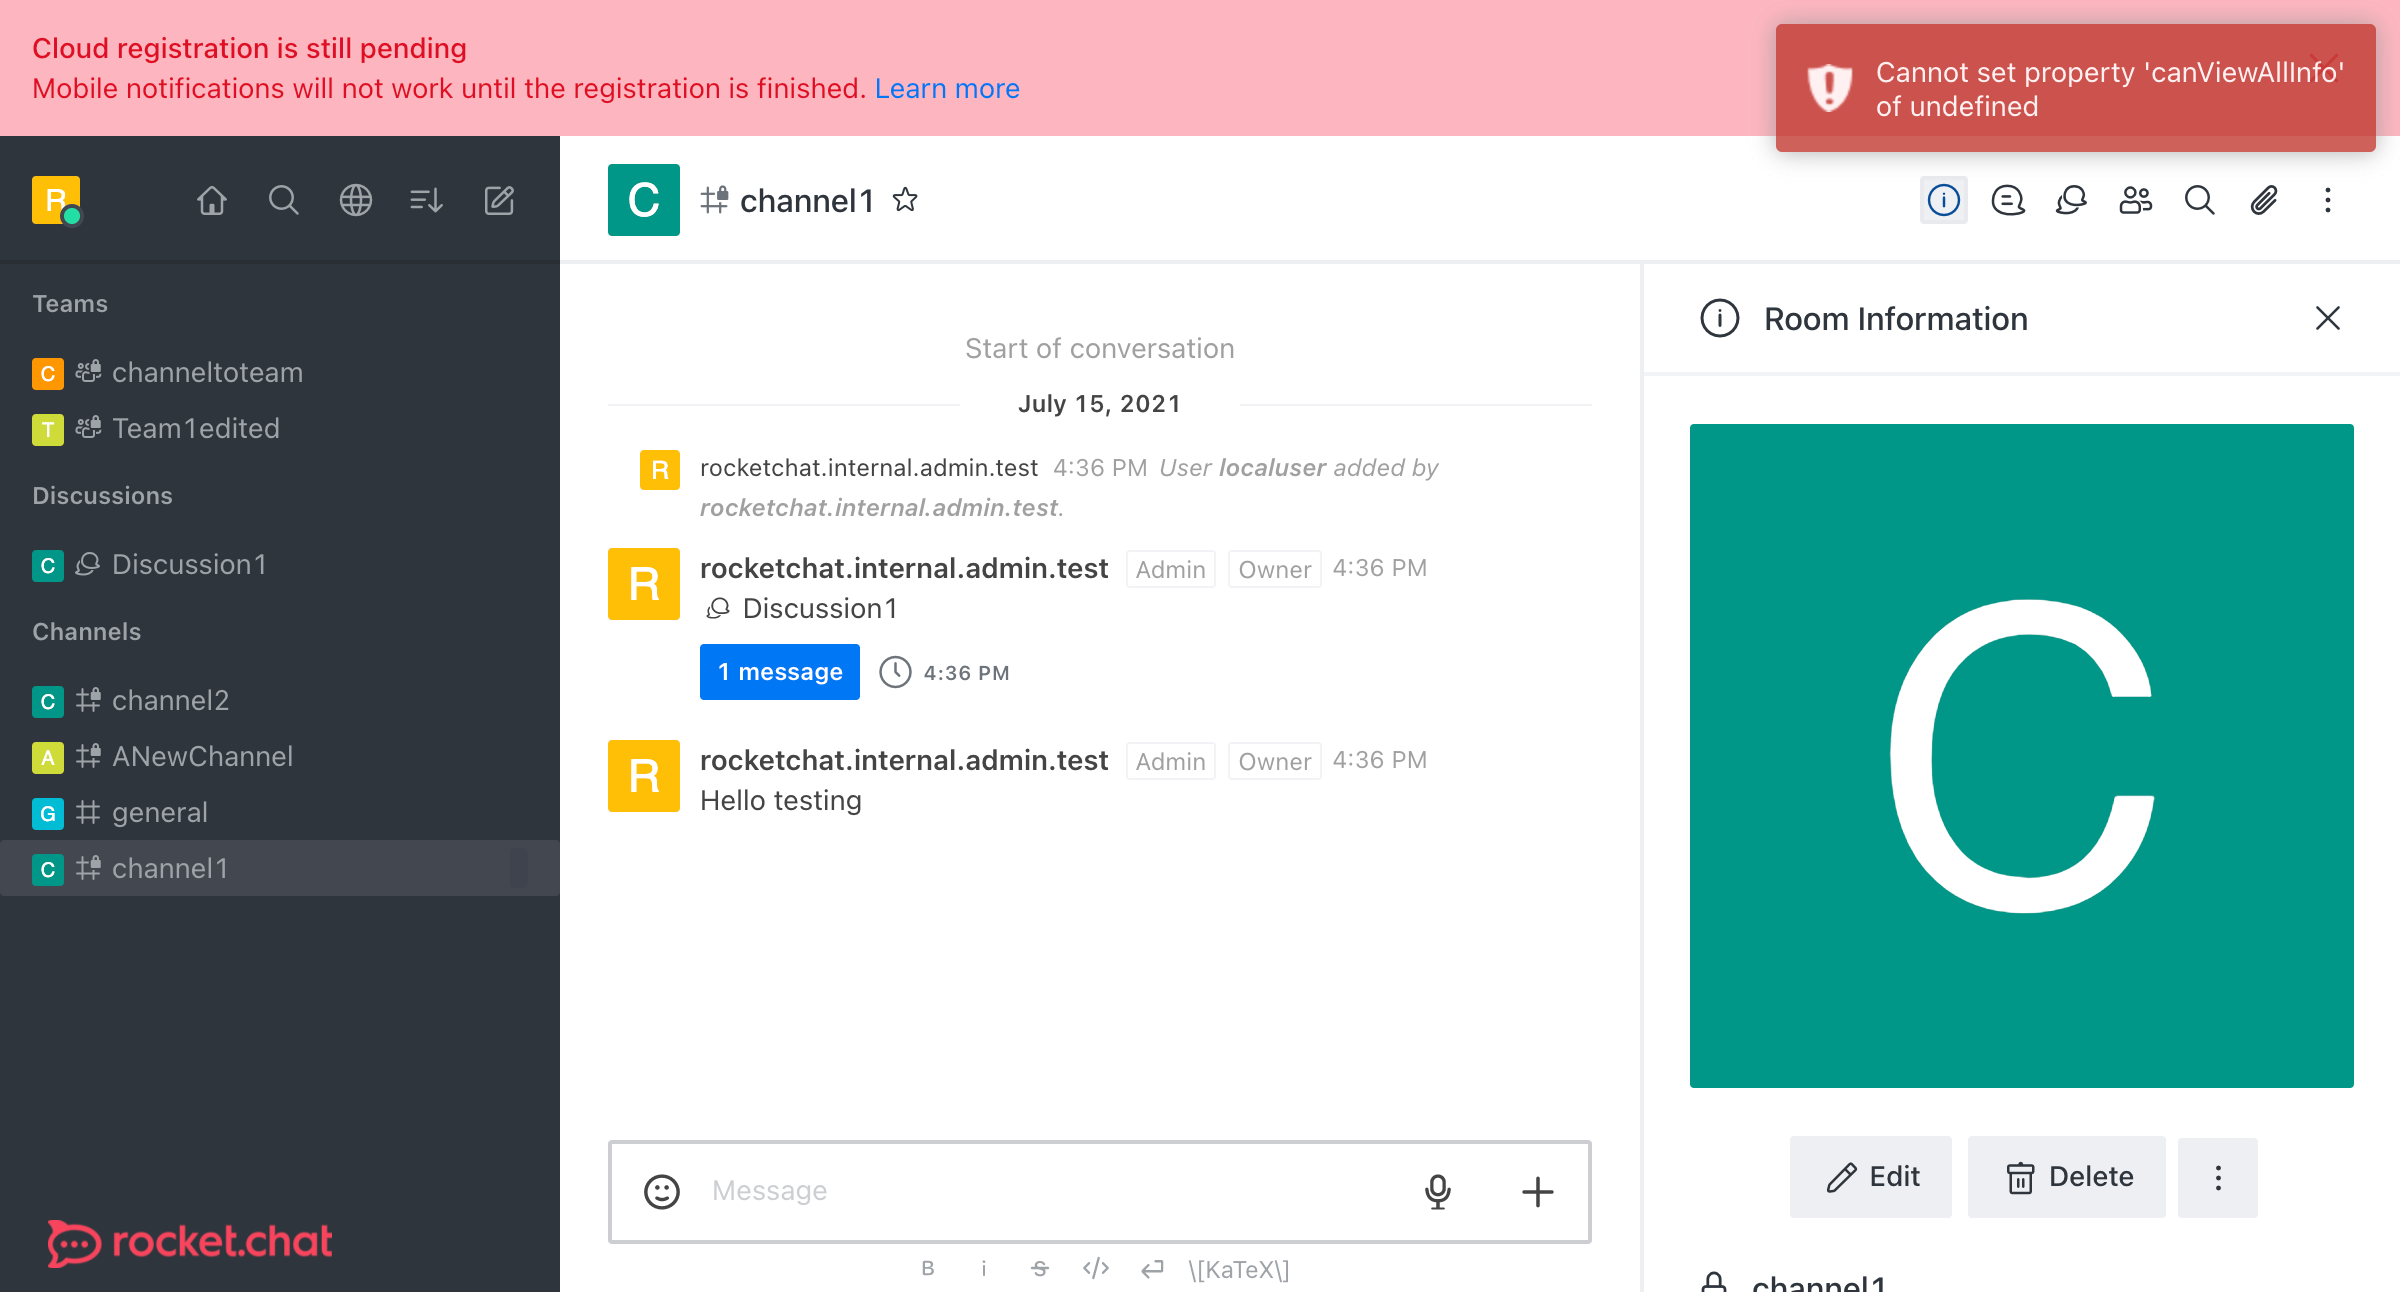 Cloud registration is still pending
Mobile notifications will not work until the registration is finished. Learn more
Cannot set property 'canViewAllInfo'
of undefined
R
Teams
C channeltoteam
T Team1edited
Discussions
C Discussion1
Channels
C channel2
A ANewChannel
G general
C channel1
rocket.chat
C channel1
Start of conversation
July 15, 2021
R rocketchat.internal.admin.test 4:36 PM User localuser added by
rocketchat.internal.admin.test.
R rocketchat.internal.admin.test Admin Owner 4:36 PM
Discussion1
1 message 4:36 PM
R rocketchat.internal.admin.test Admin Owner 4:36 PM
Hello testing
Message
B i S </> \[KaTeX\]
Room Information
C
Edit Delete
channel1